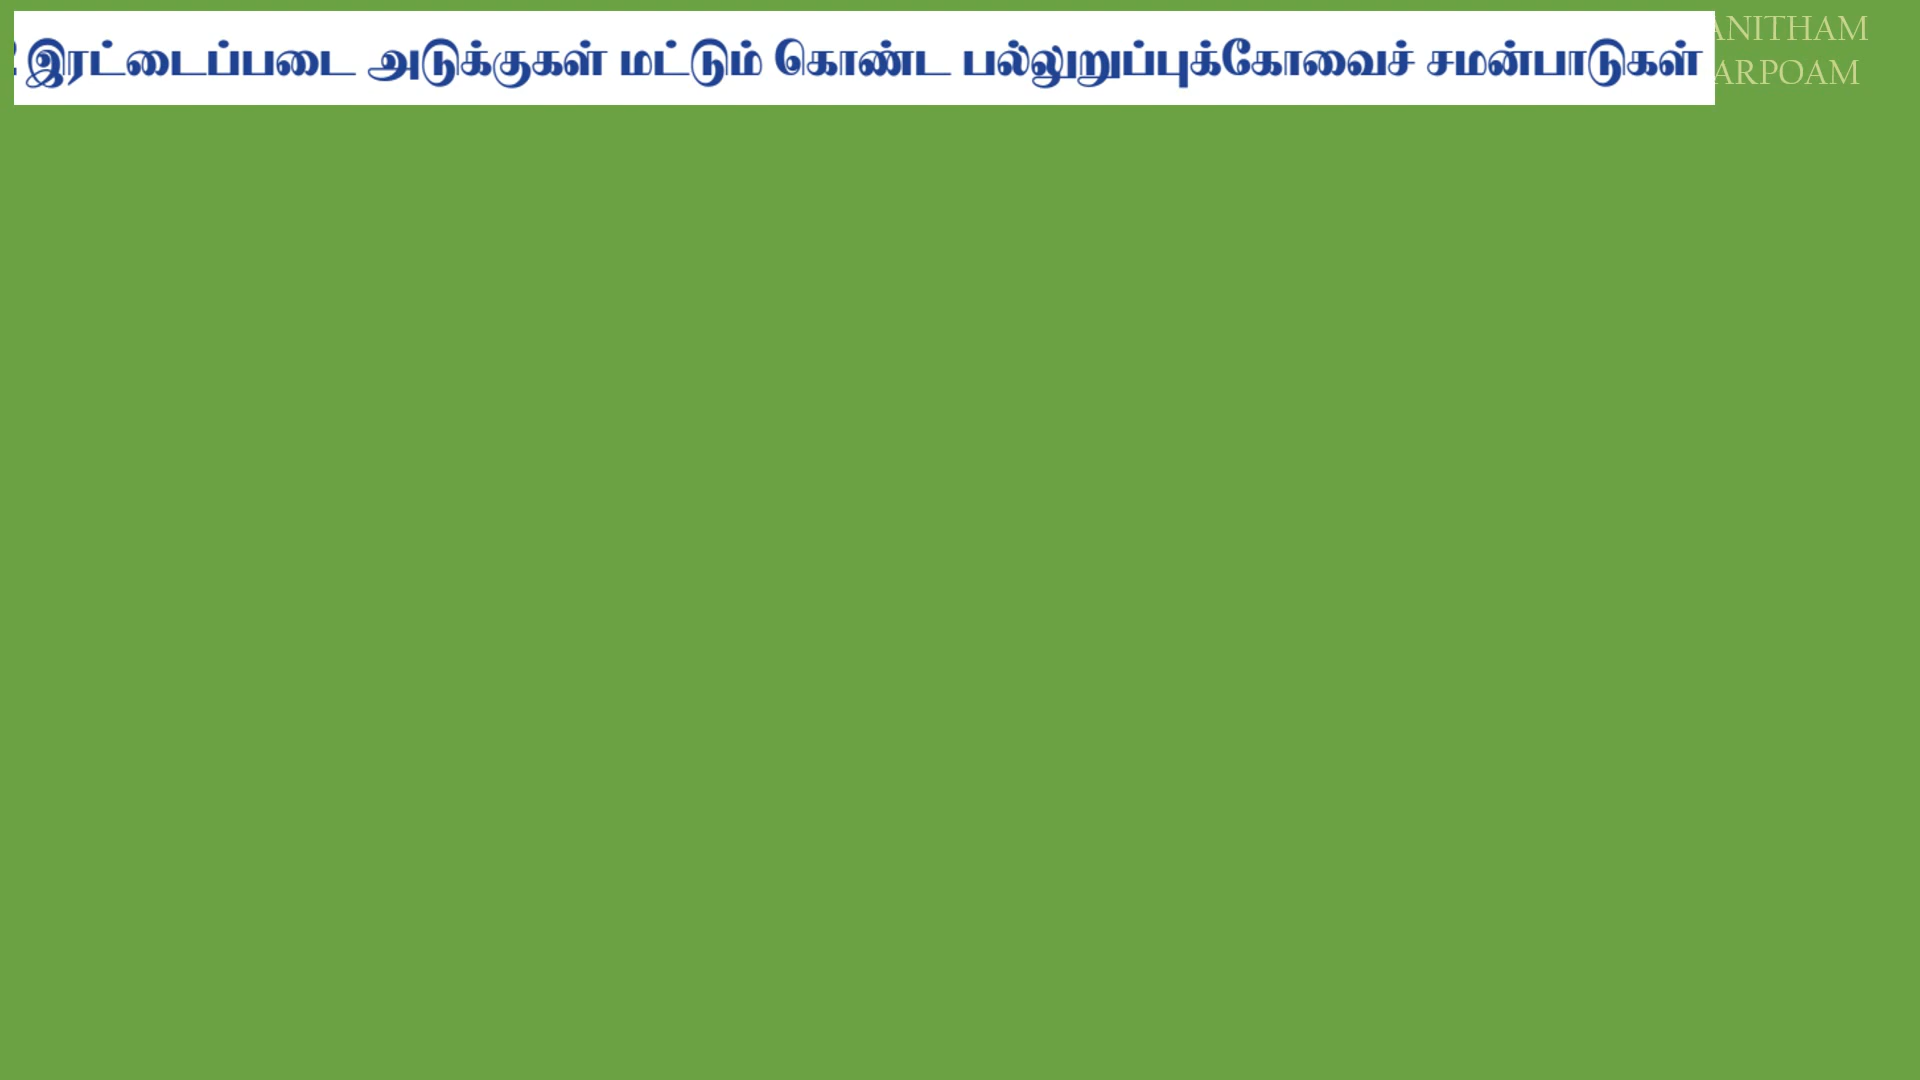 இரட்டைப்படை அடுக்குகள் மட்டும் கொண்ட பல்லுறுப்புக்கோவைச் சமன்பாடுகள்
ANITHAM
ARPOAM